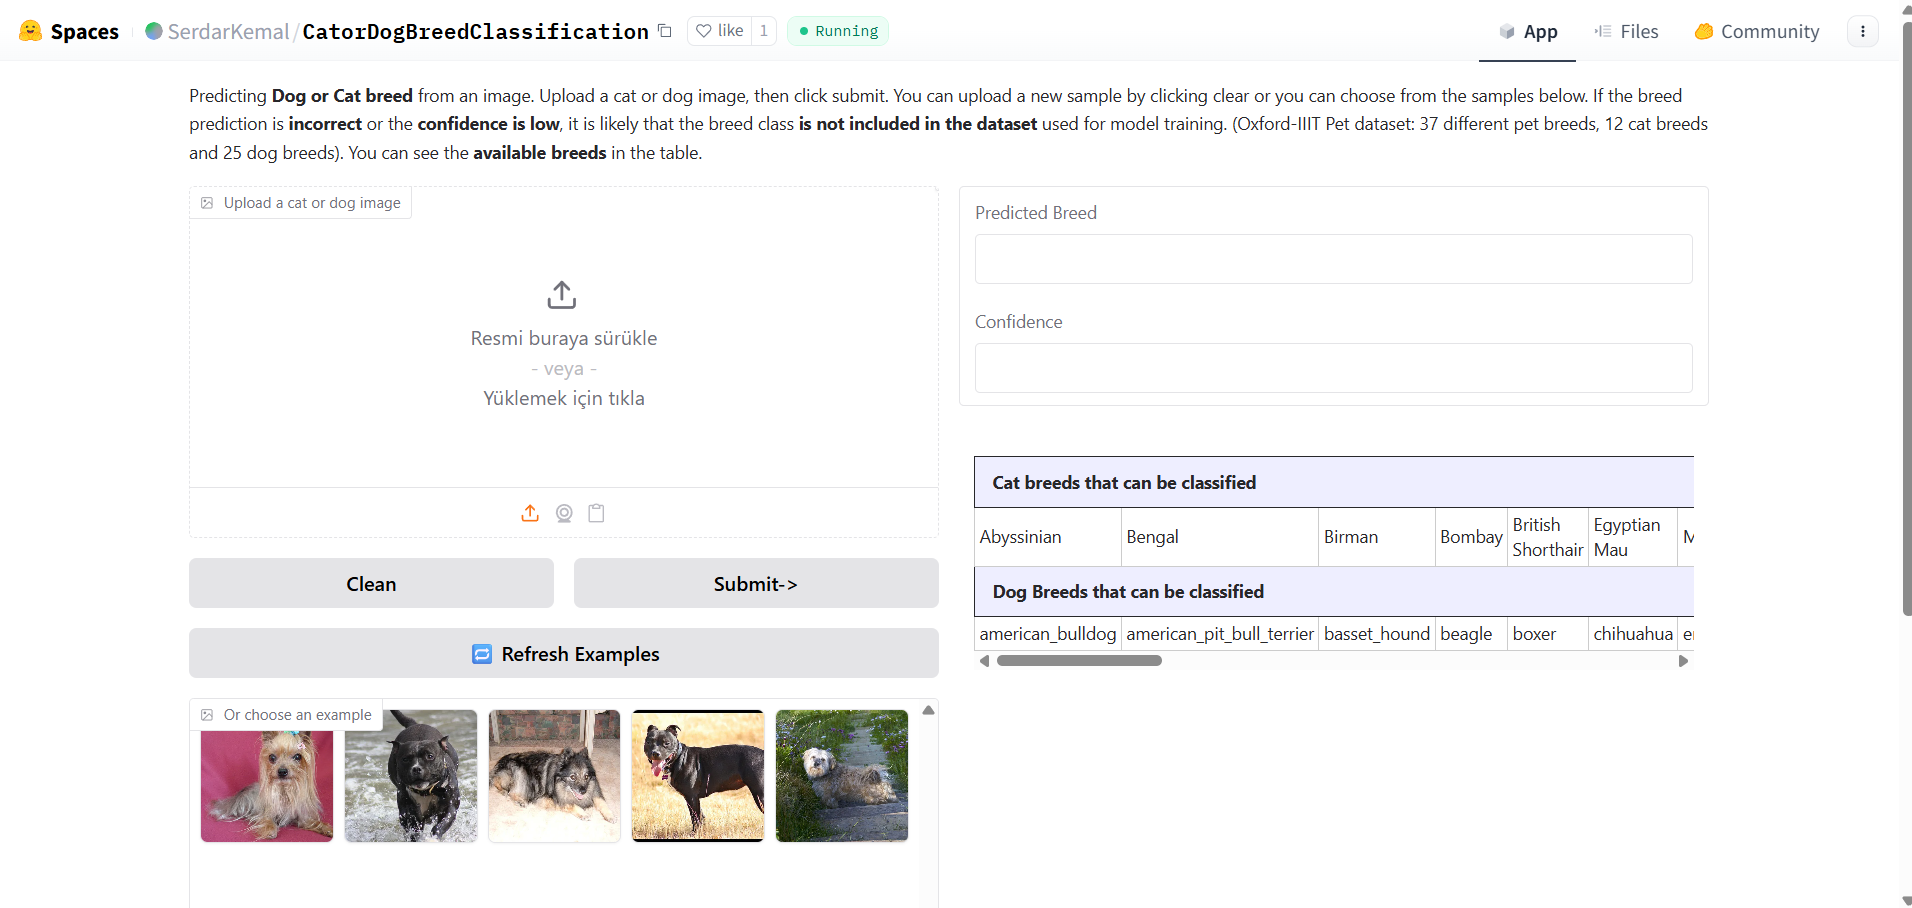 Spaces
SerdarKemal/CatorDogBreedClassification
like 1
Running
App
Files
Community
Predicting Dog or Cat breed from an image. Upload a cat or dog image, then click submit. You can upload a new sample by clicking clear or you can choose from the samples below. If the breed
prediction is incorrect or the confidence is low, it is likely that the breed class is not included in the dataset used for model training. (Oxford-IIIT Pet dataset: 37 different pet breeds, 12 cat breeds
and 25 dog breeds). You can see the available breeds in the table.
Upload a cat or dog image
Resmi buraya sürükle
- veya -
Yüklemek için tıkla
Clean
Submit->
Refresh Examples
Or choose an example
Predicted Breed
Confidence
Cat breeds that can be classified
Abyssinian Bengal Birman Bombay British Shorthair Egyptian Mau M
Dog Breeds that can be classified
american_bulldog american_pit_bull_terrier basset_hound beagle boxer chihuahua